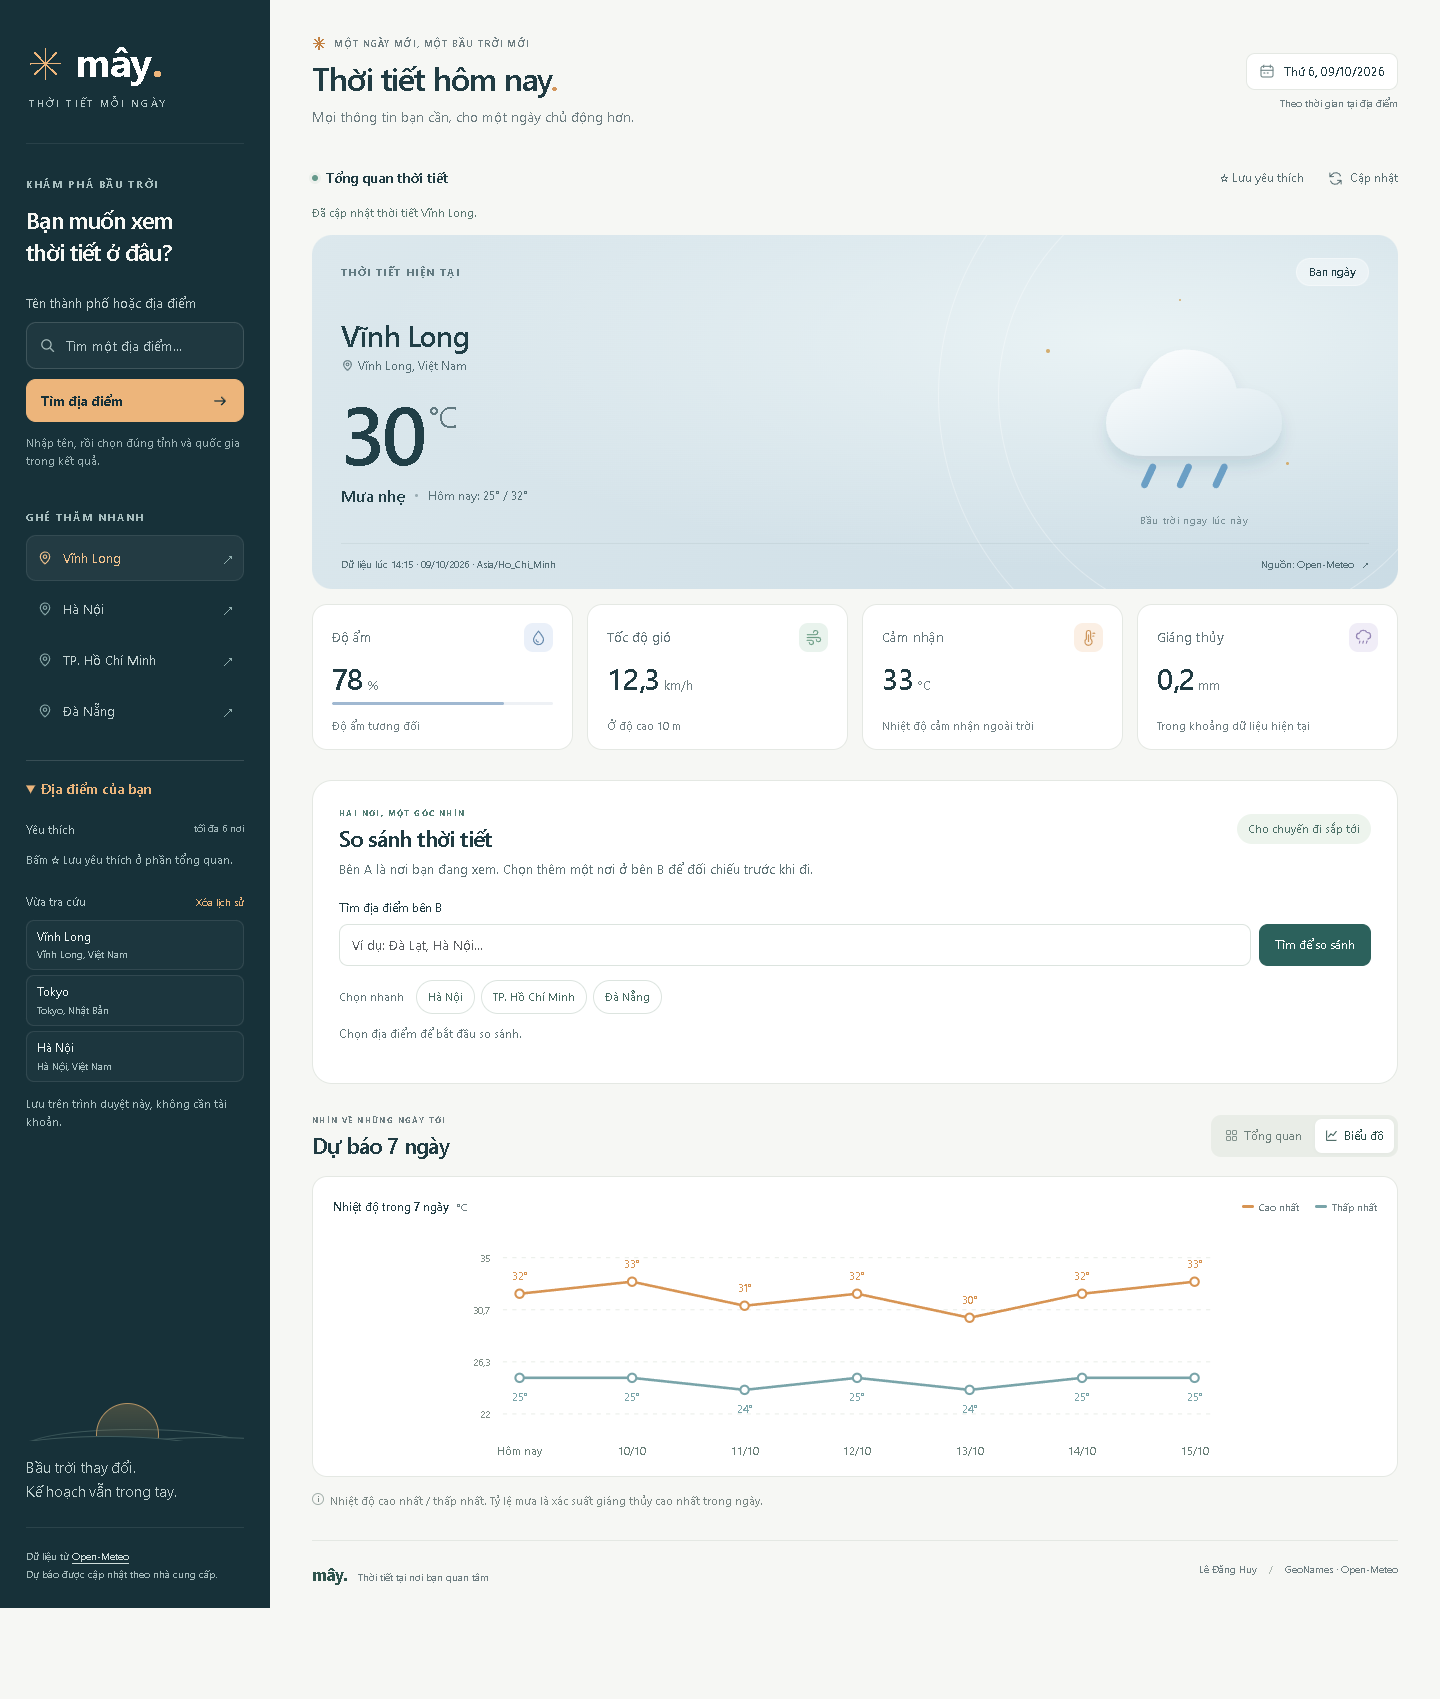 mây.
THỜI TIẾT MỖI NGÀY
KHÁM PHÁ BẦU TRỜI
Bạn muốn xem
thời tiết ở đâu?
Tên thành phố hoặc địa điểm
Tìm một địa điểm...
Tìm địa điểm →
Nhập tên, rồi chọn đúng tỉnh và quốc gia
trong kết quả.
GHÉ THĂM NHANH
Vĩnh Long ↗
Hà Nội ↗
TP. Hồ Chí Minh ↗
Đà Nẵng ↗
▼ Địa điểm của bạn
Yêu thích tối đa 6 nơi
Bấm ☆ Lưu yêu thích ở phần tổng quan.
Vừa tra cứu Xóa lịch sử
Vĩnh Long
Vĩnh Long, Việt Nam
Tokyo
Tokyo, Nhật Bản
Hà Nội
Hà Nội, Việt Nam
Lưu trên trình duyệt này, không cần tài
khoản.
Bầu trời thay đổi.
Kế hoạch vẫn trong tay.
Dữ liệu từ Open-Meteo
Dự báo được cập nhật theo nhà cung cấp.
MỘT NGÀY MỚI, MỘT BẦU TRỜI MỚI
Thời tiết hôm nay.
Mọi thông tin bạn cần, cho một ngày chủ động hơn.
Thứ 6, 09/10/2026
Theo thời gian tại địa điểm
Tổng quan thời tiết
☆ Lưu yêu thích Cập nhật
Đã cập nhật thời tiết Vĩnh Long.
THỜI TIẾT HIỆN TẠI
Ban ngày
Vĩnh Long
Vĩnh Long, Việt Nam
30°C
Mưa nhẹ • Hôm nay: 25° / 32°
Bầu trời ngay lúc này
Dữ liệu lúc 14:15 · 09/10/2026 · Asia/Ho_Chi_Minh
Nguồn: Open-Meteo ↗
Độ ẩm
78 %
Độ ẩm tương đối
Tốc độ gió
12,3 km/h
Ở độ cao 10 m
Cảm nhận
33 °C
Nhiệt độ cảm nhận ngoài trời
Giáng thủy
0,2 mm
Trong khoảng dữ liệu hiện tại
HAI NƠI, MỘT GÓC NHÌN
So sánh thời tiết
Cho chuyến đi sắp tới
Bên A là nơi bạn đang xem. Chọn thêm một nơi ở bên B để đối chiếu trước khi đi.
Tìm địa điểm bên B
Ví dụ: Đà Lạt, Hà Nội...
Tìm để so sánh
Chọn nhanh Hà Nội TP. Hồ Chí Minh Đà Nẵng
Chọn địa điểm để bắt đầu so sánh.
NHÌN VỀ NHỮNG NGÀY TỚI
Dự báo 7 ngày
Tổng quan Biểu đồ
Nhiệt độ trong 7 ngày °C
Cao nhất Thấp nhất
35
30,7
26,3
22
32° 33° 31° 32° 30° 32° 33°
25° 25° 24° 25° 24° 25° 25°
Hôm nay 10/10 11/10 12/10 13/10 14/10 15/10
Nhiệt độ cao nhất / thấp nhất. Tỷ lệ mưa là xác suất giáng thủy cao nhất trong ngày.
mây. Thời tiết tại nơi bạn quan tâm
Lê Đăng Huy / GeoNames · Open-Meteo